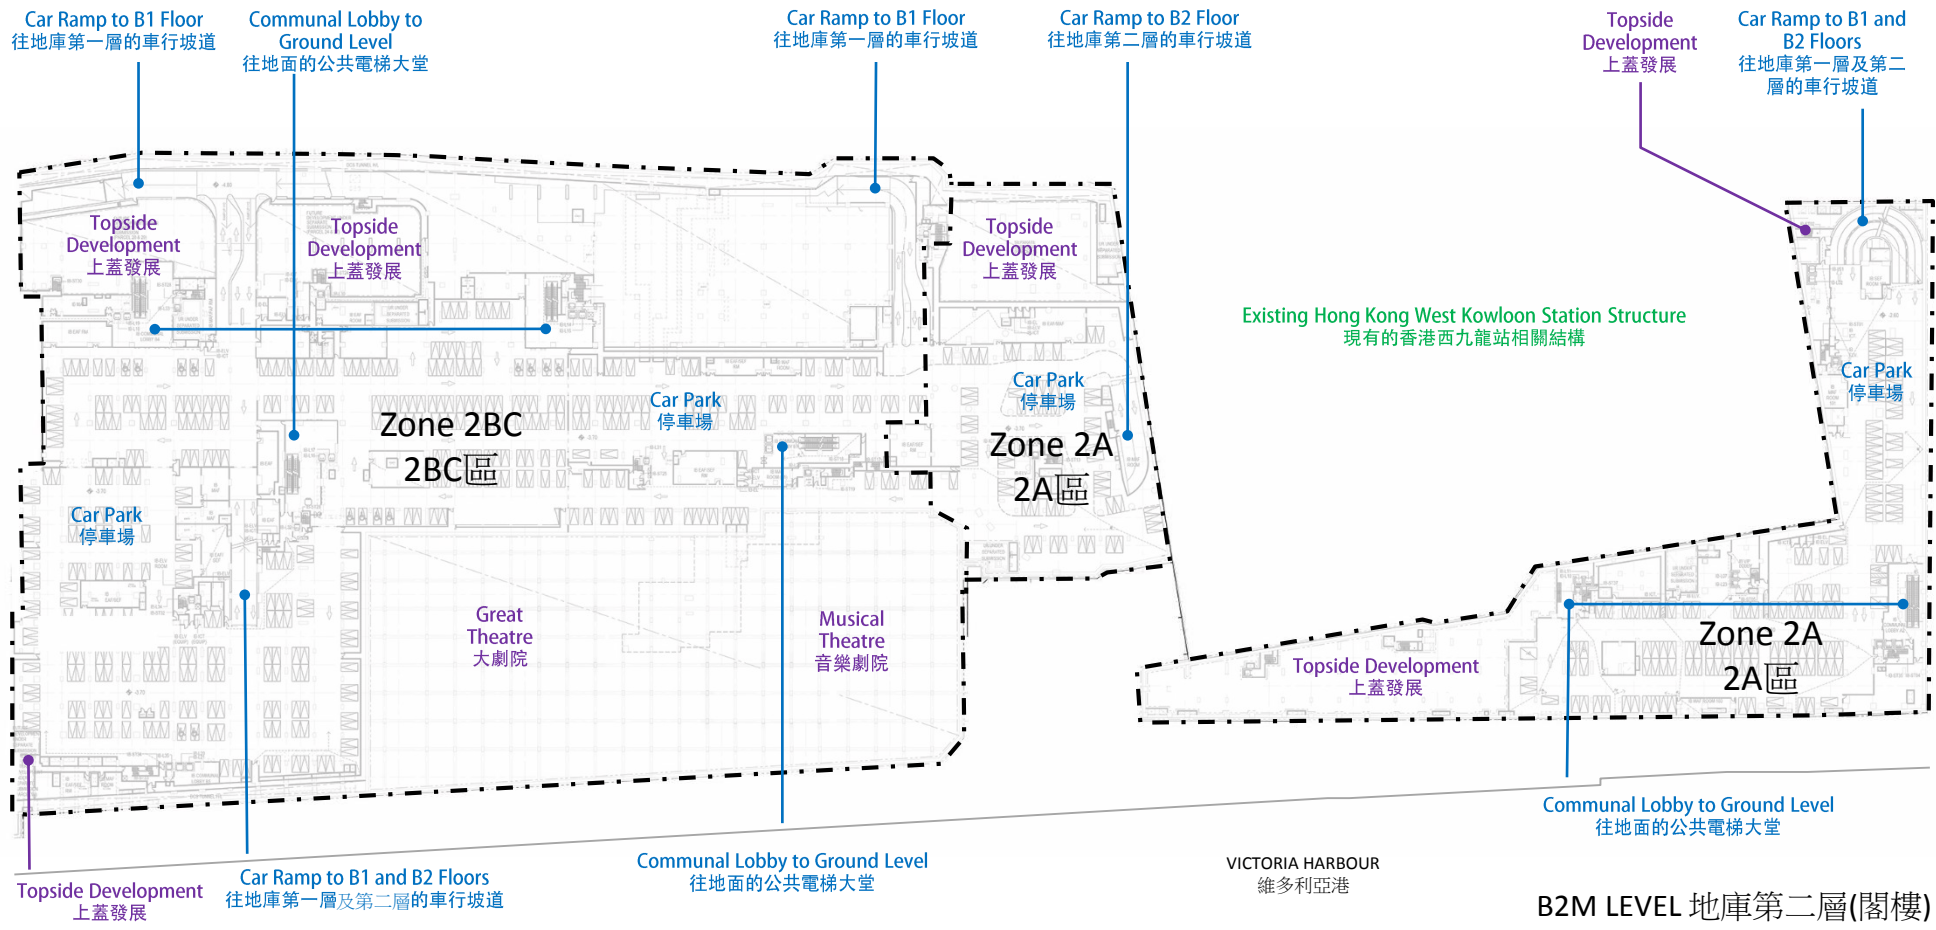 Car Ramp to B1 Floor
往地庫第一層的車行坡道
Communal Lobby to
Ground Level
往地面的公共電梯大堂
Car Ramp to B1 Floor
往地庫第一層的車行坡道
Car Ramp to B2 Floor
往地庫第二層的車行坡道
Topside
Development
上蓋發展
Car Ramp to B1 and
B2 Floors
往地庫第一層及第二
層的車行坡道
Topside
Development
上蓋發展
Topside
Development
上蓋發展
Topside
Development
上蓋發展
Existing Hong Kong West Kowloon Station Structure
現有的香港西九龍站相關結構
Car Park
停車場
Car Park
停車場
Car Park
停車場
Zone 2BC
2BC區
Zone 2A
2A區
Car Park
停車場
Great
Theatre
大劇院
Musical
Theatre
音樂劇院
Topside Development
上蓋發展
Zone 2A
2A區
Communal Lobby to Ground Level
往地面的公共電梯大堂
Topside Development
上蓋發展
Car Ramp to B1 and B2 Floors
往地庫第一層及第二層的車行坡道
Communal Lobby to Ground Level
往地面的公共電梯大堂
VICTORIA HARBOUR
維多利亞港
B2M LEVEL 地庫第二層(閣樓)